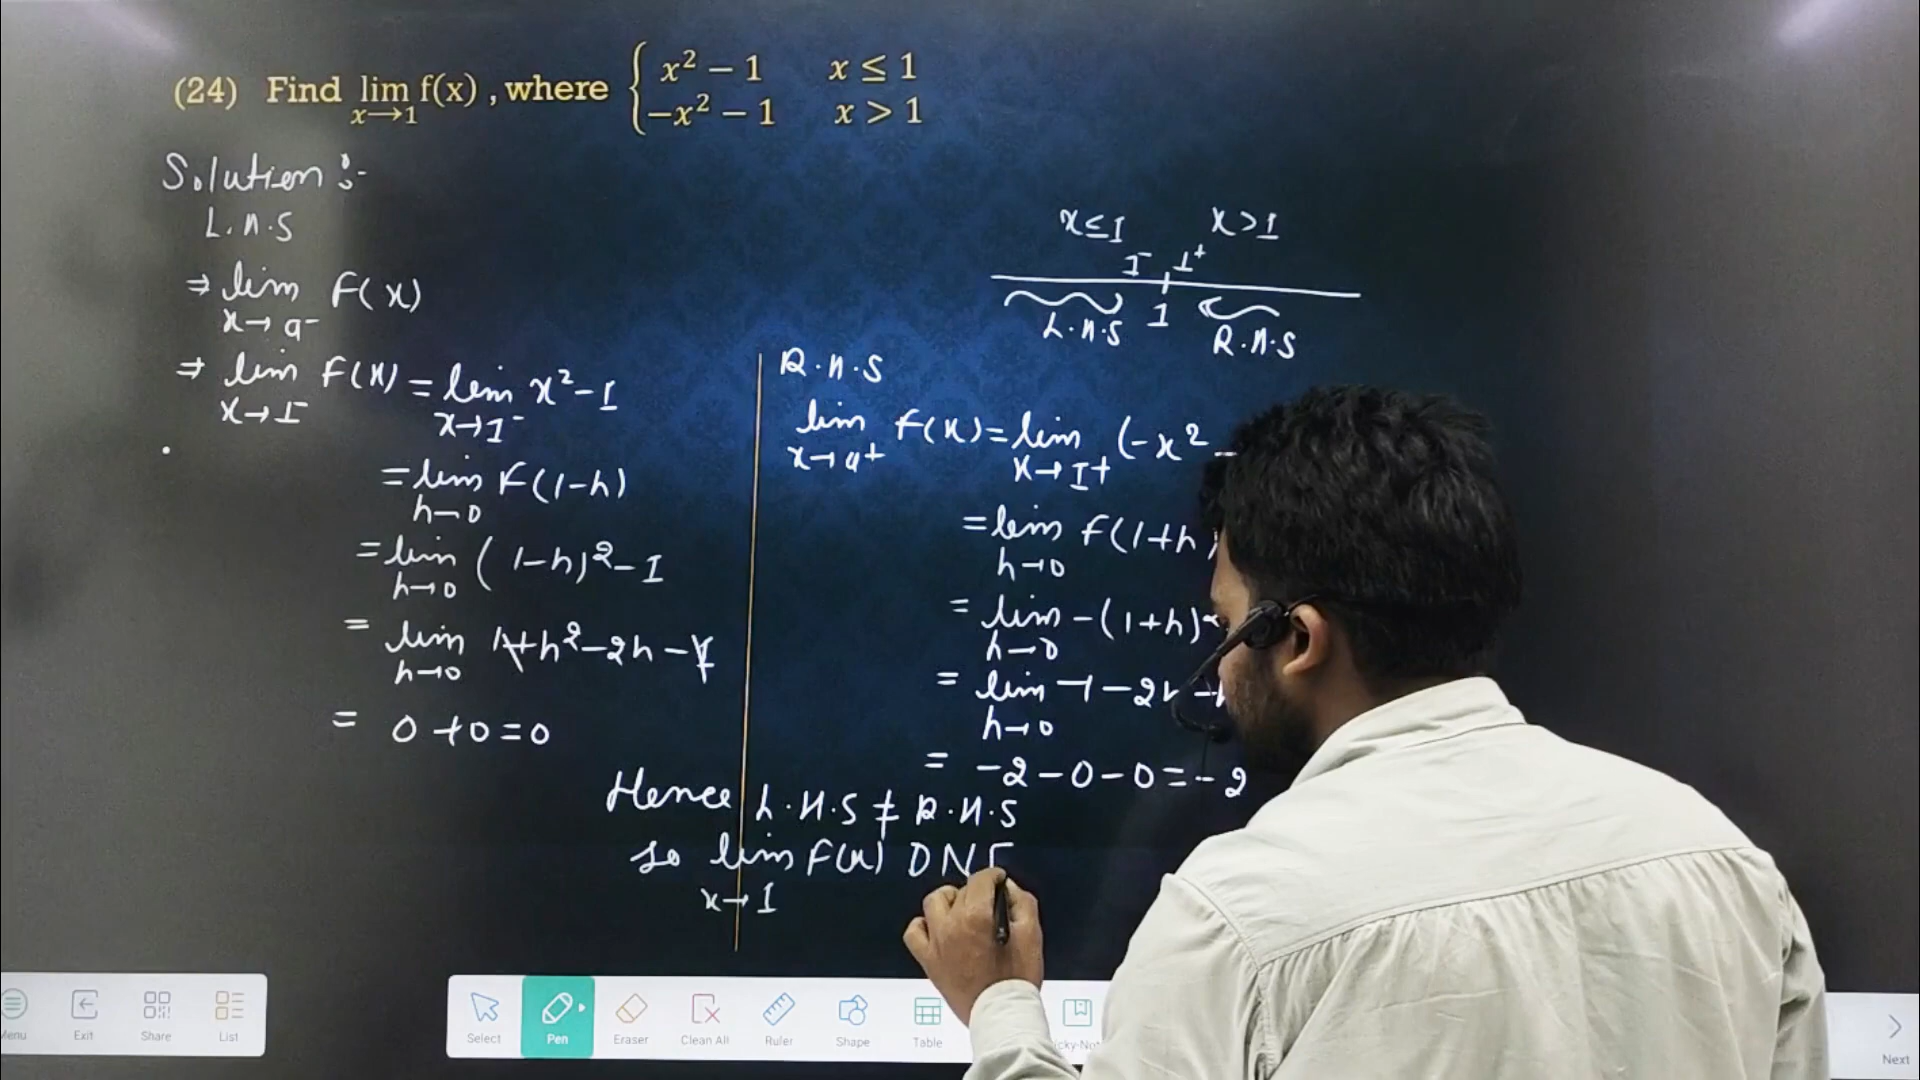 (24) Find lim x→1 f(x), where { x² − 1 x ≤ 1
−x² − 1 x > 1
Solution :-
L.H.S
⇒ lim x→a⁻ F(x)
⇒ lim x→1⁻ F(x) = lim x→1⁻ x² − 1
= lim h→0 F(1−h)
= lim h→0 (1−h)² − 1
= lim h→0 1 + h² − 2h − 1
= 0 + 0 = 0
x ≤ 1 x > 1
1⁻ 1⁺
L.H.S 1 R.H.S
R.H.S
lim x→a⁺ F(x) = lim x→1⁺ (−x² −
= lim h→0 F(1+h)
= lim h→0 −(1+h)²
= lim h→0 −1 − 2h −
= −2 − 0 − 0 = −2
Hence L.H.S ≠ R.H.S
So lim x→1 F(x) DNE
Menu Exit Share List
Select Pen Eraser Clean All Ruler Shape Table Next